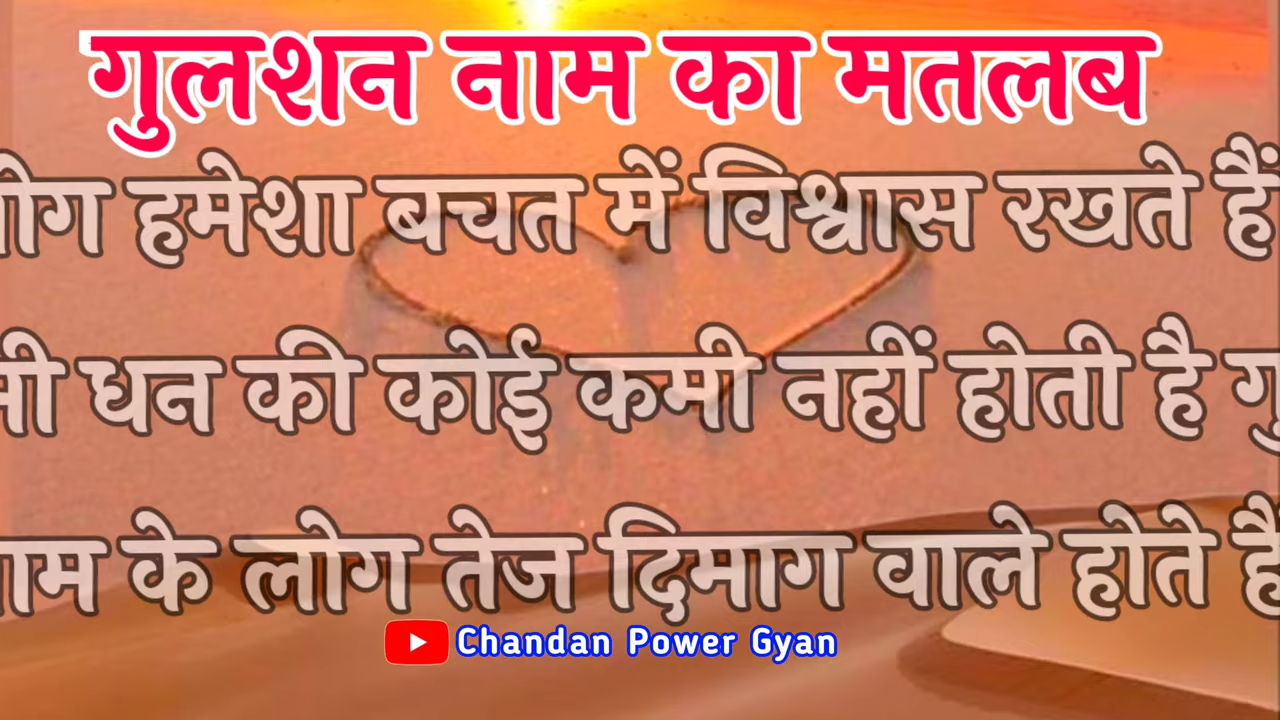 गुलशन नाम का मतलब
लोग हमेशा बचत में विश्वास रखते हैं
धन की कोई कमी नहीं होती है
नाम के लोग तेज दिमाग वाले होते हैं
Chandan Power Gyan